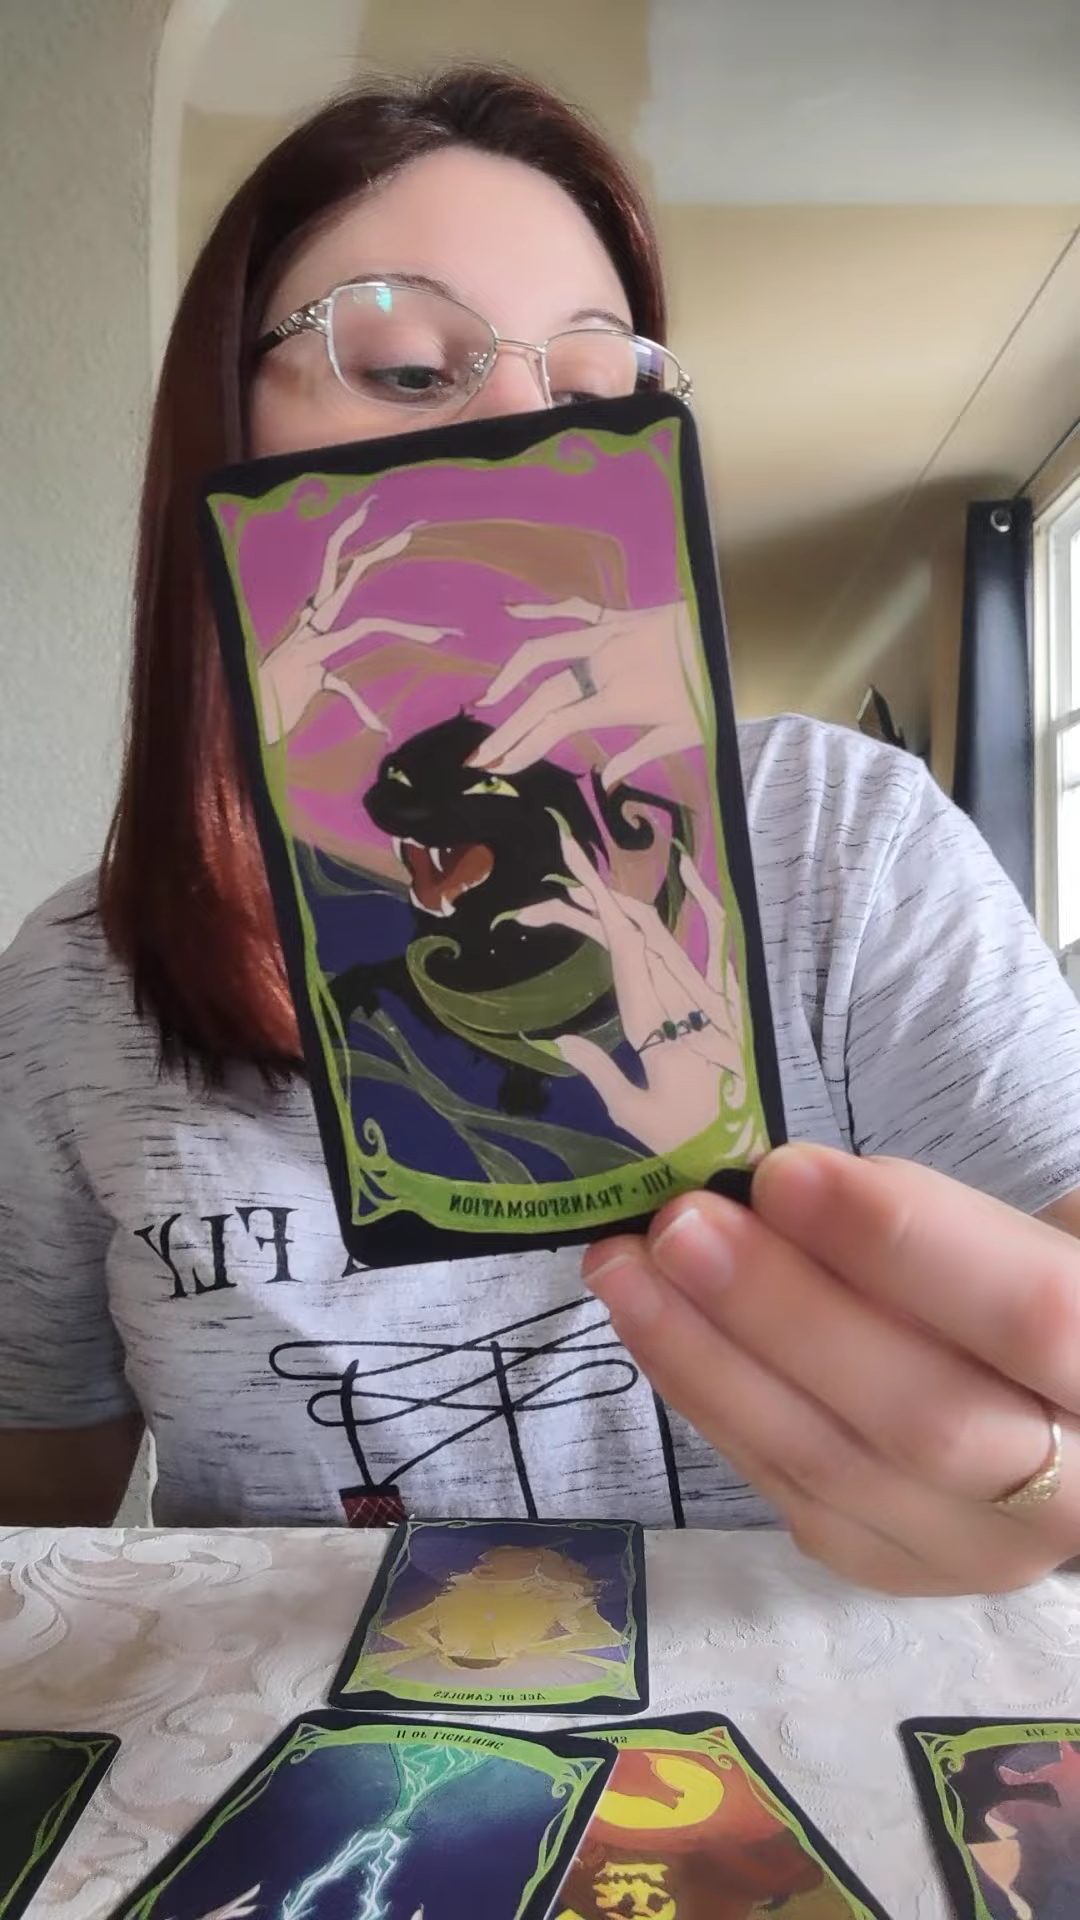 XIII • TRANSFORMATION
FLY
ACE OF CANDLES
II OF LIGHTNING